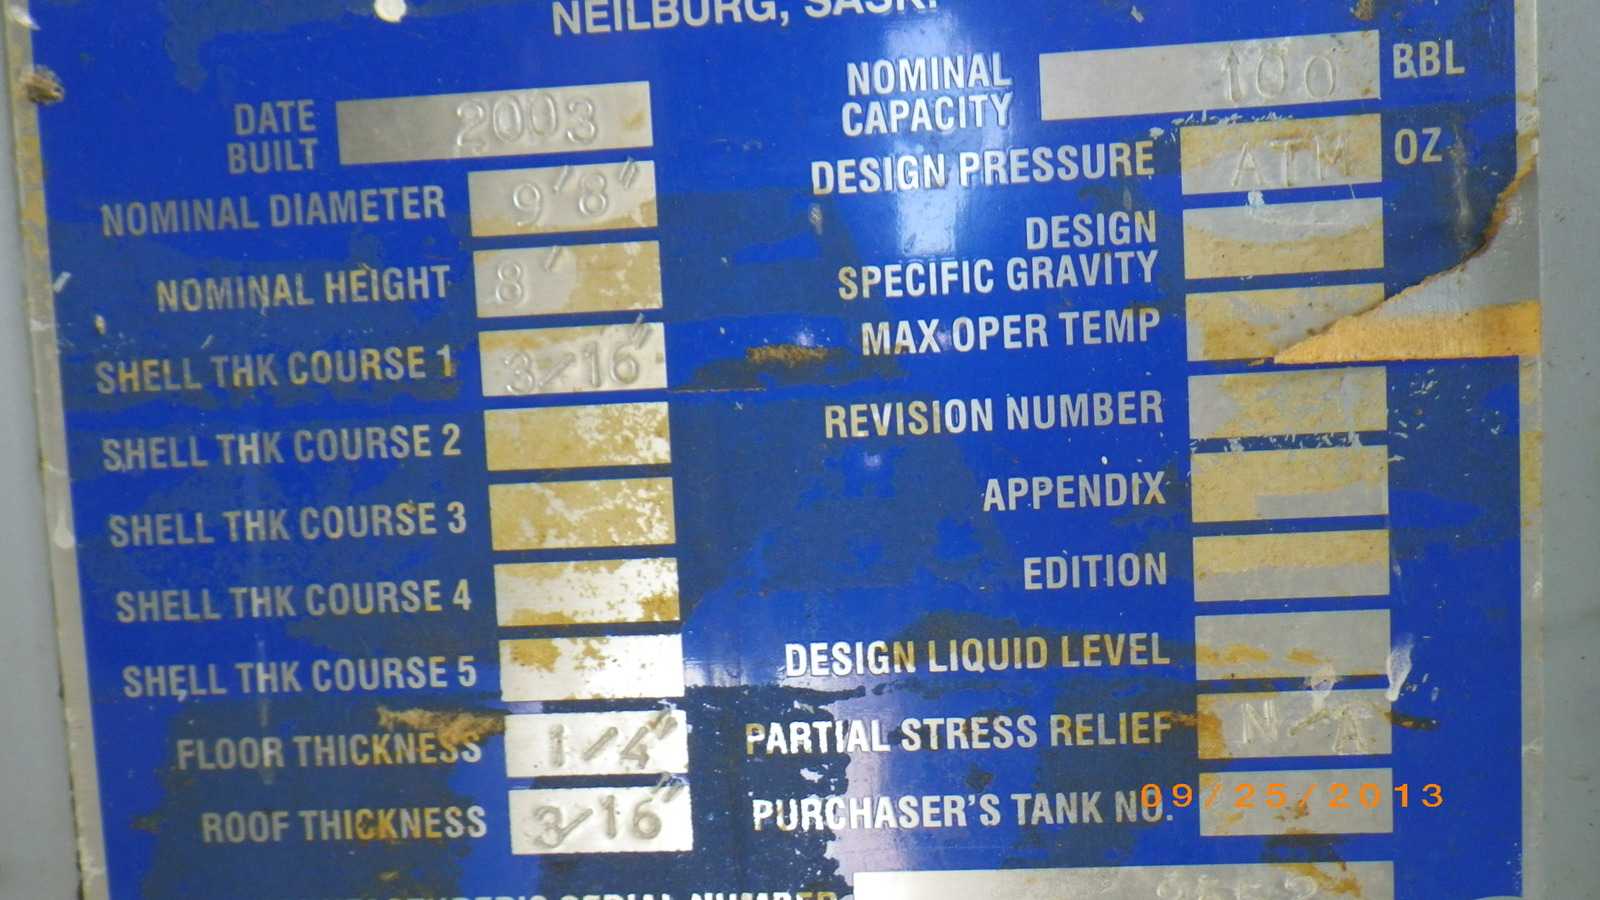 NEILBURG, SASK.
DATE BUILT 2003
NOMINAL DIAMETER 9'8"
NOMINAL HEIGHT 8'
SHELL THK COURSE 1 3/16"
SHELL THK COURSE 2
SHELL THK COURSE 3
SHELL THK COURSE 4
SHELL THK COURSE 5
FLOOR THICKNESS 1/4"
ROOF THICKNESS 3/16"
NOMINAL CAPACITY 100 BBL
DESIGN PRESSURE ATM OZ
DESIGN SPECIFIC GRAVITY
MAX OPER TEMP
REVISION NUMBER
APPENDIX
EDITION
DESIGN LIQUID LEVEL
PARTIAL STRESS RELIEF N/A
PURCHASER'S TANK NO.
09/25/2013
SERIAL NUMBER